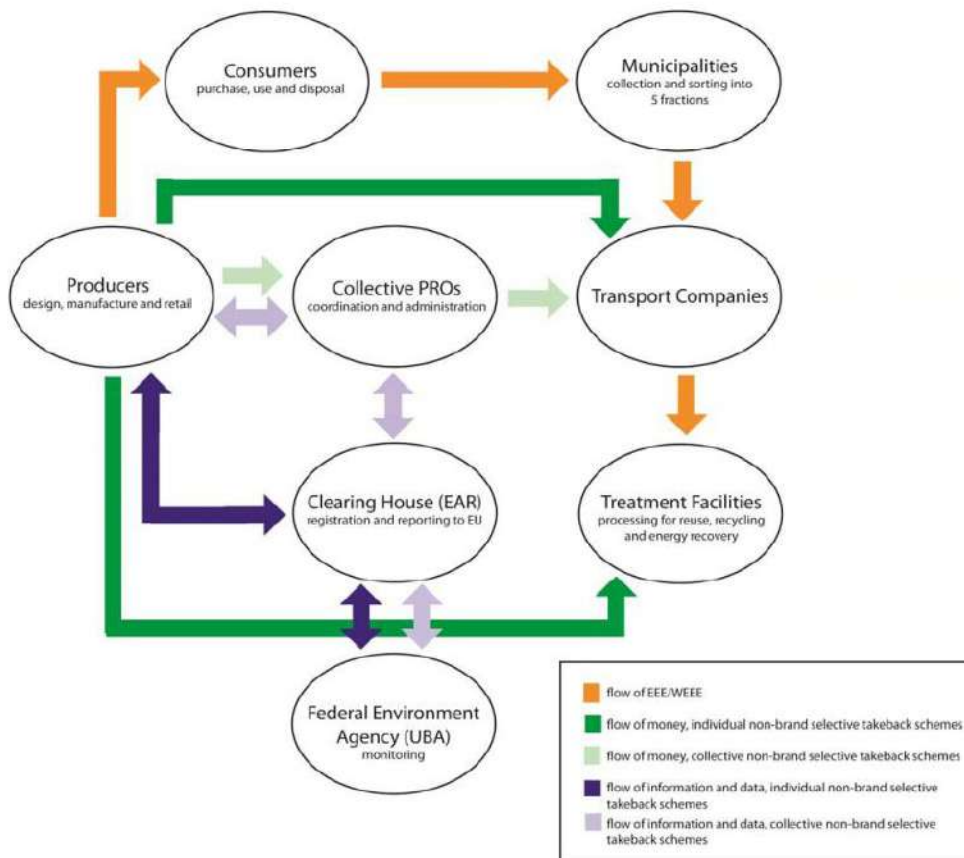 Consumers
purchase, use and disposal
Municipalities
collection and sorting into
5 fractions
Producers
design, manufacture and retail
Collective PROs
coordination and administration
Transport Companies
Clearing House (EAR)
registration and reporting to EU
Treatment Facilities
processing for reuse, recycling
and energy recovery
Federal Environment
Agency (UBA)
monitoring
flow of EEE/WEEE
flow of money, individual non-brand selective takeback schemes
flow of money, collective non-brand selective takeback schemes
flow of information and data, individual non-brand selective
takeback schemes
flow of information and data, collective non-brand selective
takeback schemes